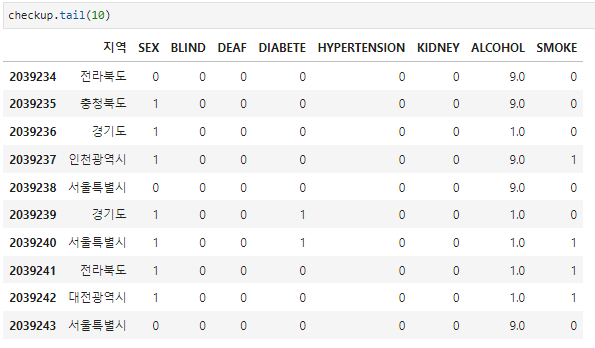 checkup.tail(10)
지역 SEX BLIND DEAF DIABETE HYPERTENSION KIDNEY ALCOHOL SMOKE
2039234 전라북도 0 0 0 0 0 0 9.0 0
2039235 충청북도 1 0 0 0 0 0 9.0 0
2039236 경기도 1 0 0 0 0 0 1.0 0
2039237 인천광역시 1 0 0 0 0 0 9.0 1
2039238 서울특별시 0 0 0 0 0 0 9.0 0
2039239 경기도 1 0 0 1 0 0 1.0 0
2039240 서울특별시 1 0 0 1 0 0 1.0 1
2039241 전라북도 1 0 0 0 0 0 1.0 1
2039242 대전광역시 1 0 0 0 0 0 1.0 1
2039243 서울특별시 0 0 0 0 0 0 9.0 0